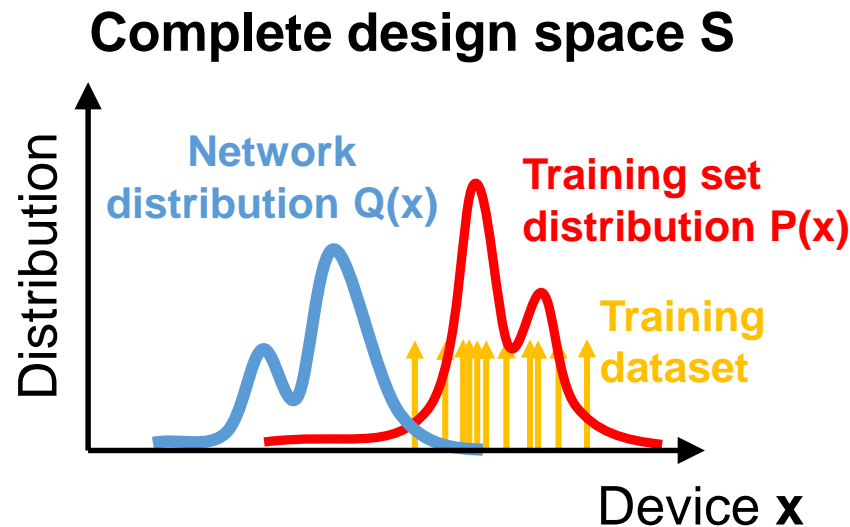 Complete design space S
Distribution
Network
distribution Q(x)
Training set
distribution P(x)
Training
dataset
Device x